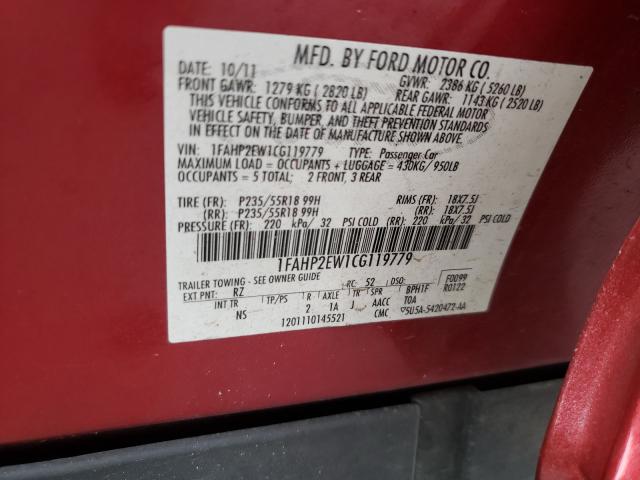 MFD. BY FORD MOTOR CO.
DATE: 10/11 GVWR: 2386 KG ( 5260 LB)
FRONT GAWR: 1279 KG ( 2820 LB) REAR GAWR: 1143 KG ( 2520 LB)
THIS VEHICLE CONFORMS TO ALL APPLICABLE FEDERAL MOTOR
VEHICLE SAFETY, BUMPER, AND THEFT PREVENTION STANDARDS
IN EFFECT ON THE DATE OF MANUFACTURE SHOWN ABOVE.
VIN: 1FAHP2EW1CG119779 TYPE: Passenger Car
MAXIMUM LOAD = OCCUPANTS + LUGGAGE = 430KG/ 950LB
OCCUPANTS = 5 TOTAL; 2 FRONT, 3 REAR
TIRE (FR): P235/55R18 99H RIMS (FR): 18X7.5J
(RR): P235/55R18 99H (RR): 18X7.5J
PRESSURE (FR): 220 kPa/ 32 PSI COLD (RR): 220 kPa/ 32 PSI COLD
1FAHP2EW1CG119779
TRAILER TOWING - SEE OWNER GUIDE RC: 52 DSO: F0099
EXT PNT: RZ R0122
INT TR TP/PS R AXLE TR SPR BPH1F
NS 2 1A J AACC TOA
1201110145521 CMC 5U5A-5420472-AA